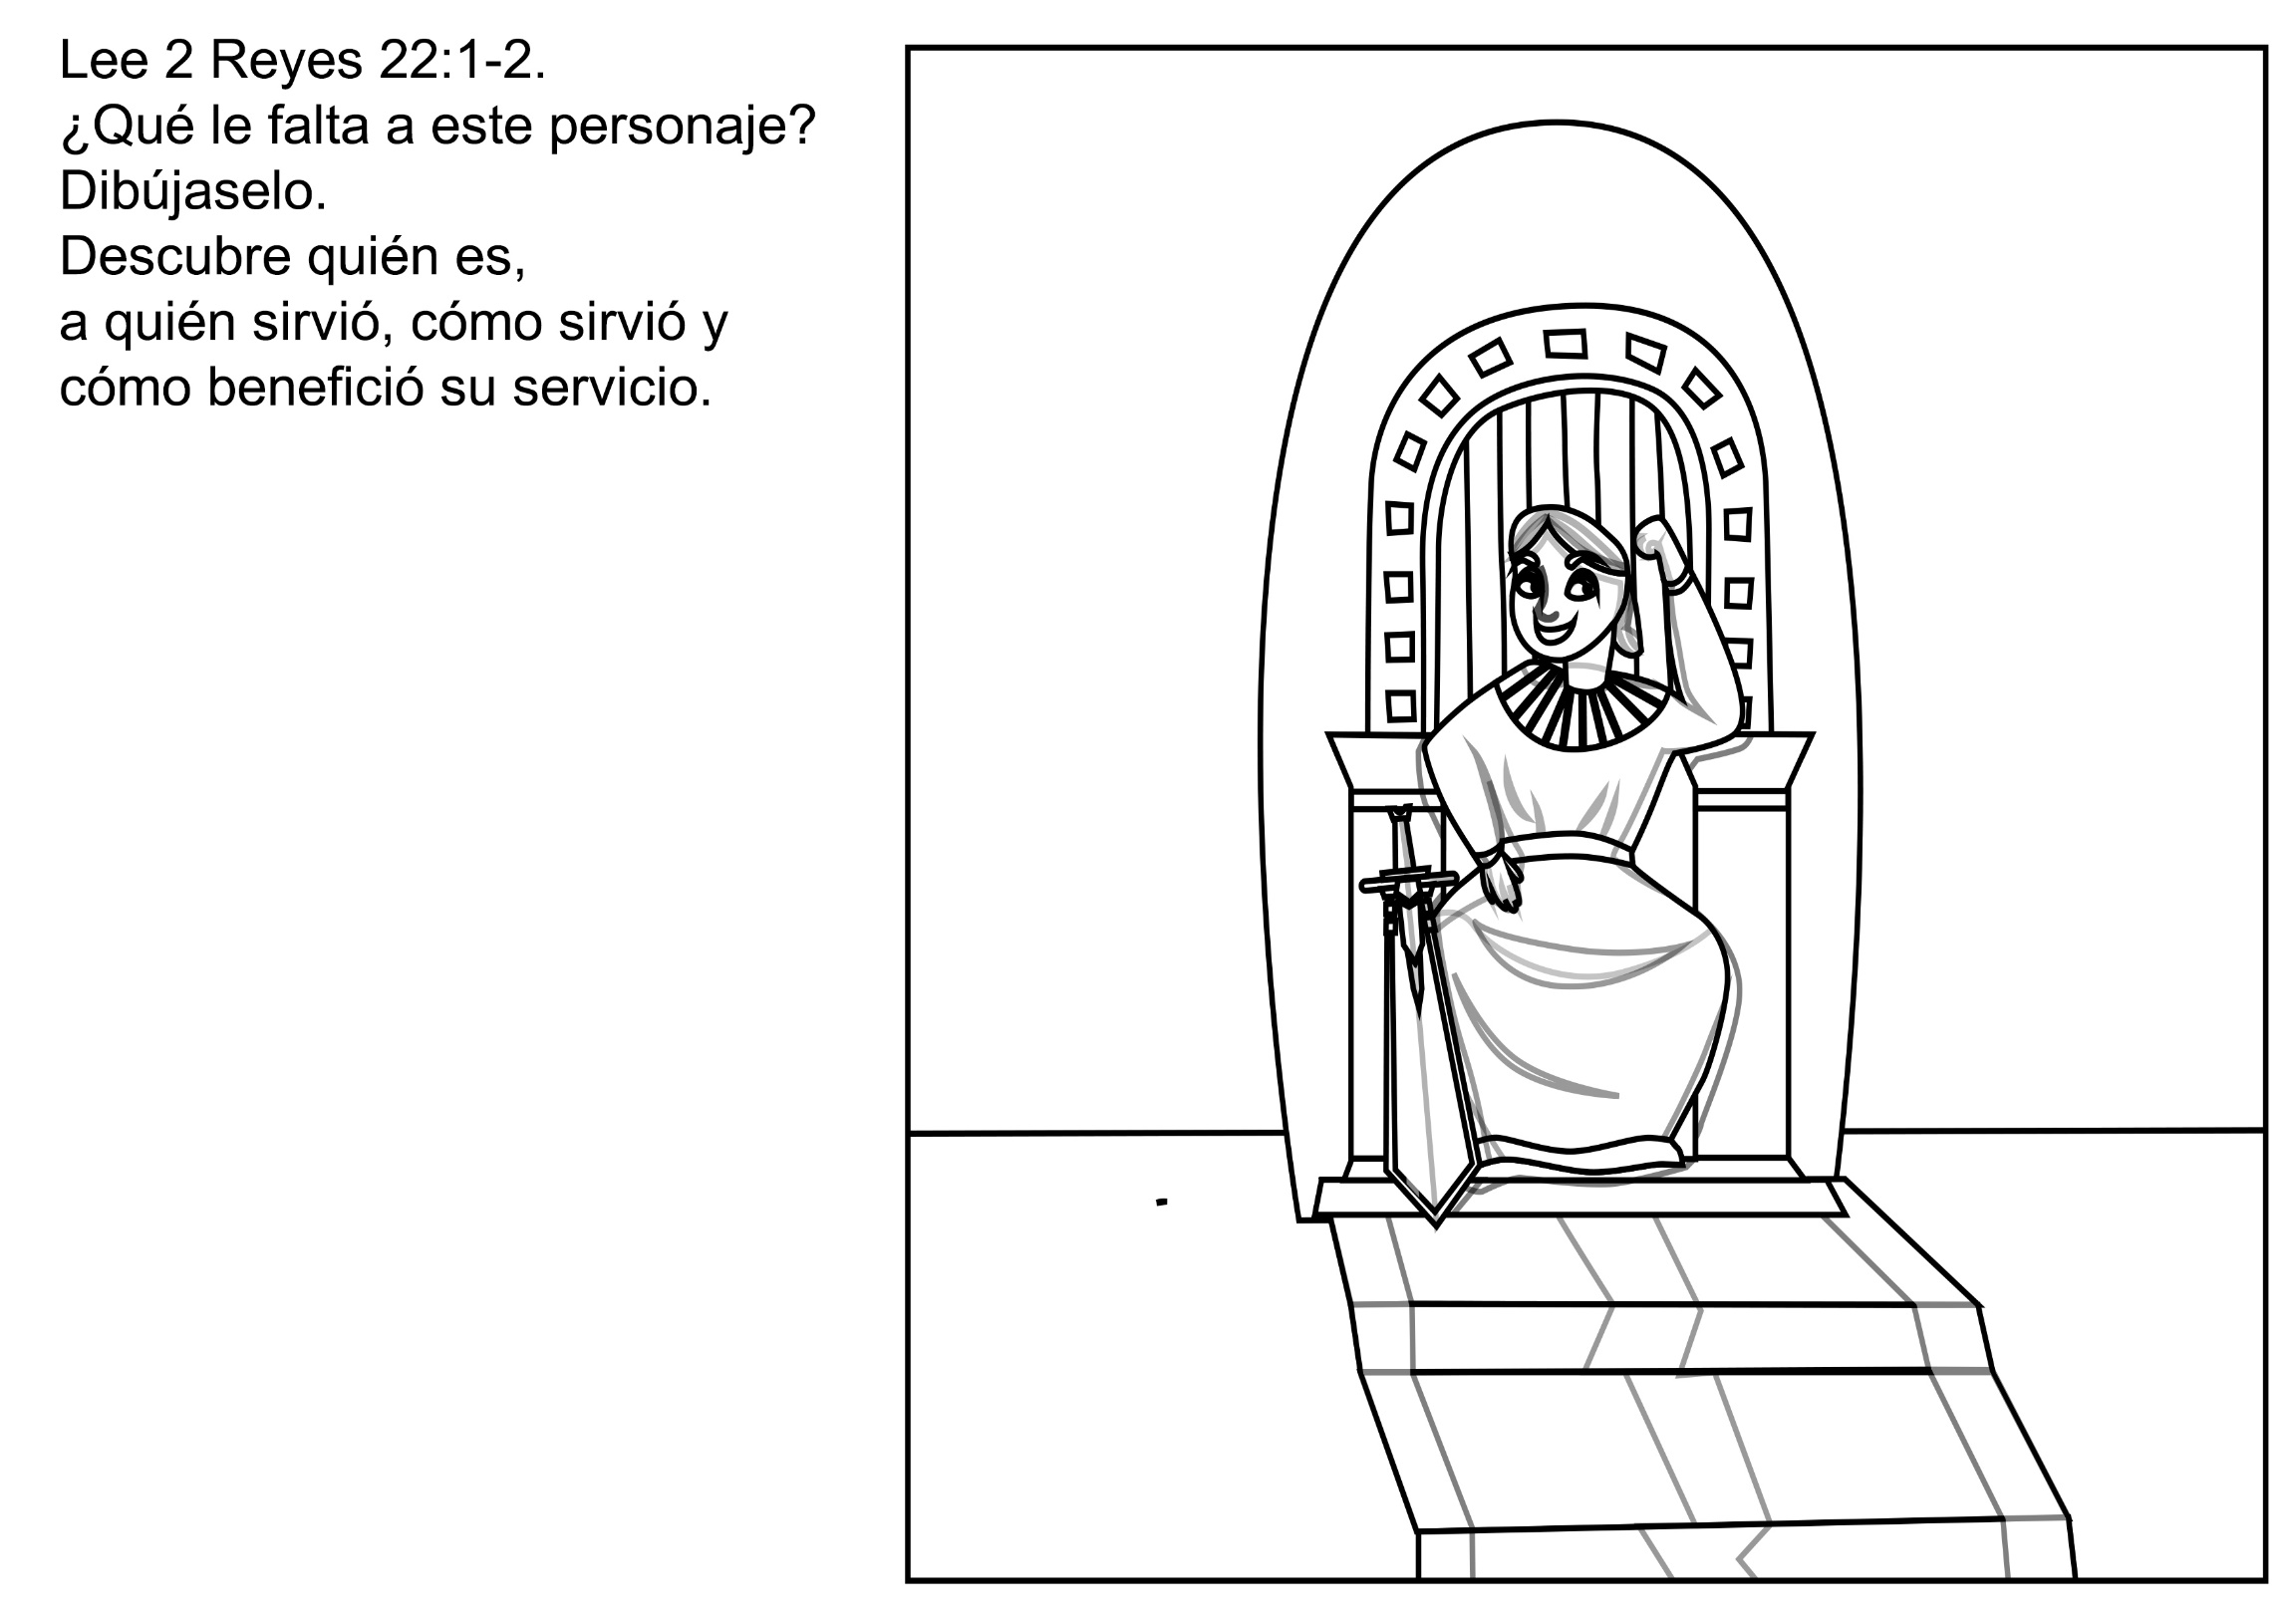 Lee 2 Reyes 22:1-2.
¿Qué le falta a este personaje?
Dibújaselo.
Descubre quién es,
a quién sirvió, cómo sirvió y
cómo benefició su servicio.